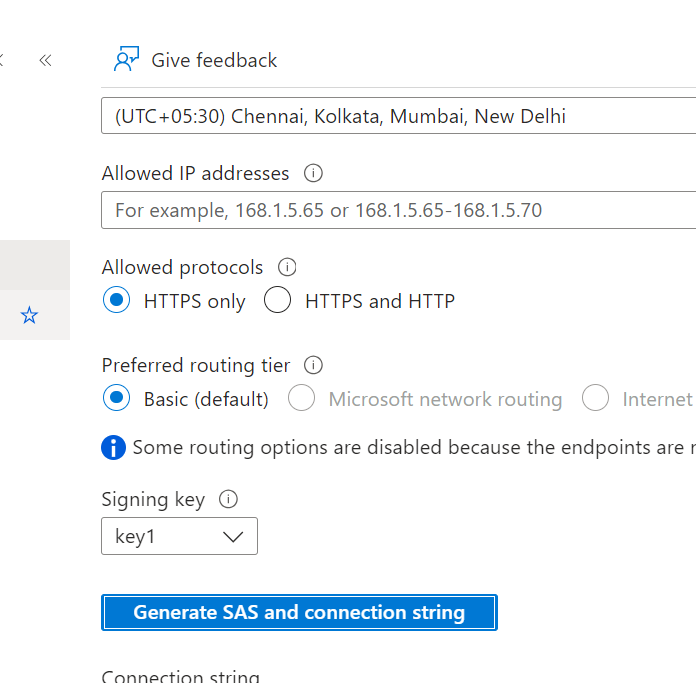 Give feedback
(UTC+05:30) Chennai, Kolkata, Mumbai, New Delhi
Allowed IP addresses
For example, 168.1.5.65 or 168.1.5.65-168.1.5.70
Allowed protocols
HTTPS only HTTPS and HTTP
Preferred routing tier
Basic (default) Microsoft network routing Internet
Some routing options are disabled because the endpoints are
Signing key
key1
Generate SAS and connection string
Connection string